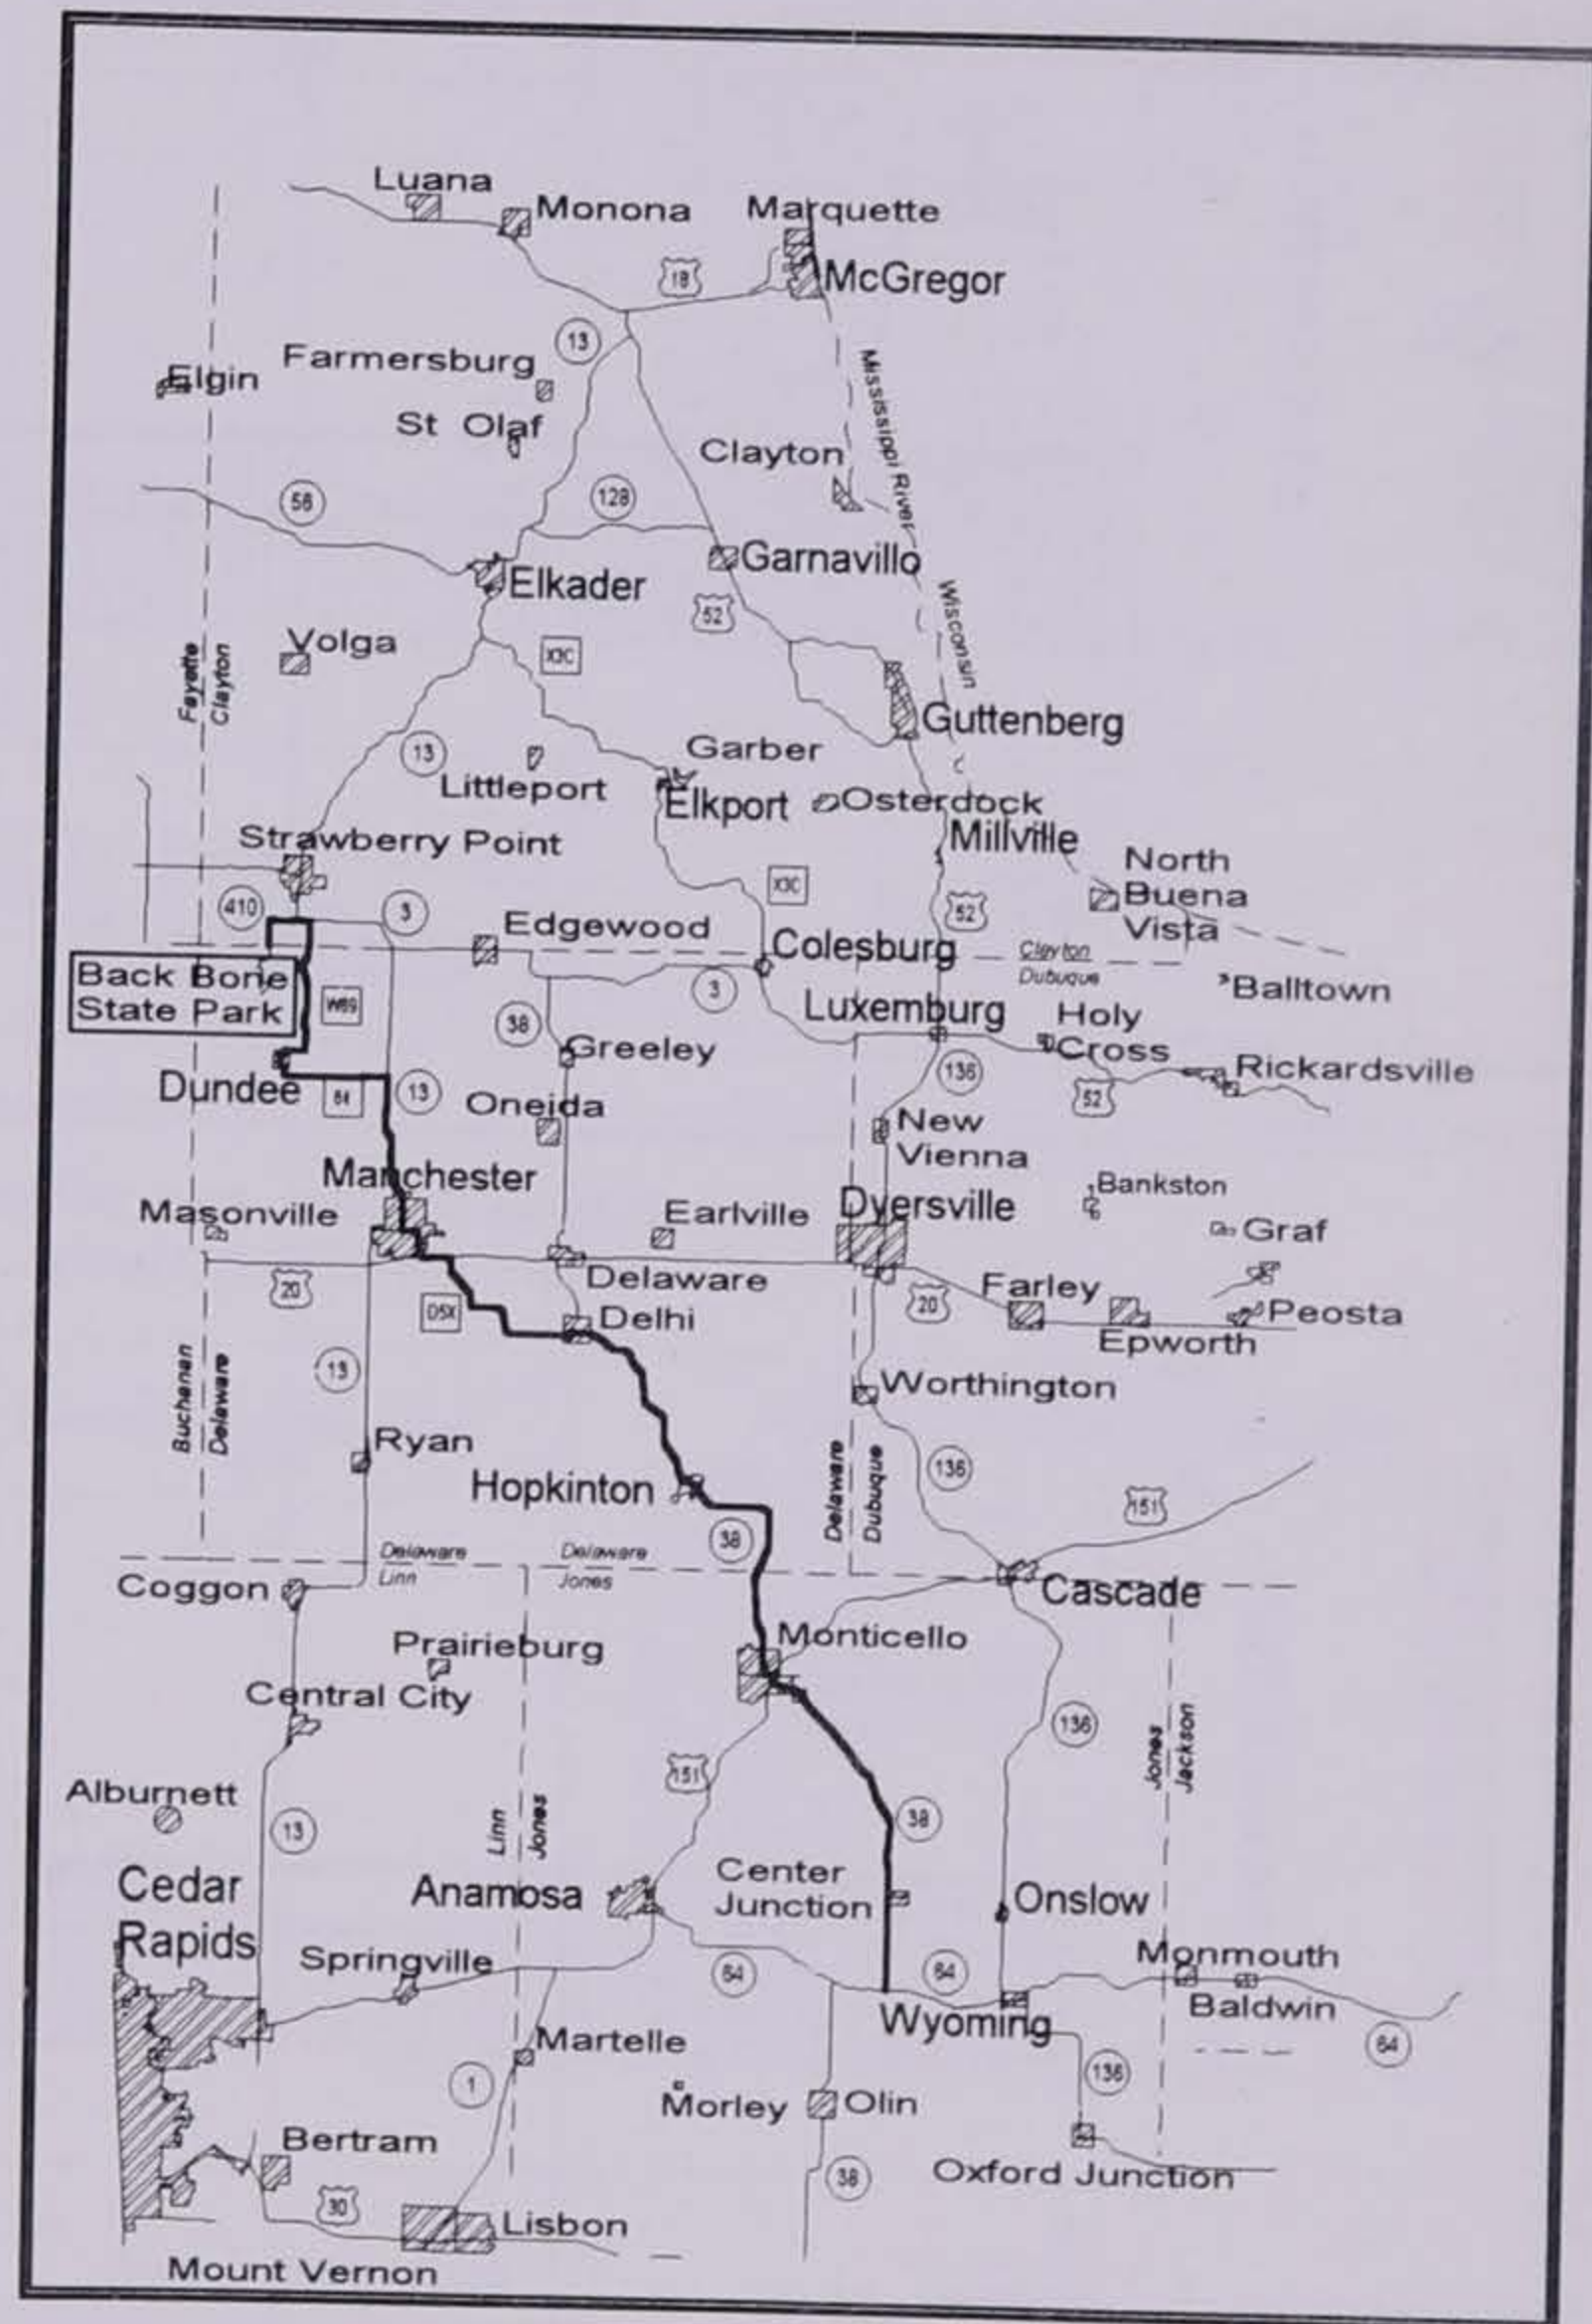 Luana
Monona
Marquette
18
McGregor
13
Farmersburg
Elgin
St Olaf
Mississippi River
Clayton
56
128
Garnavillo
Elkader
52
Wisconsin
Volga
X3C
Fayette
Clayton
Guttenberg
13
Garber
Littleport
Elkport
Osterdock
Millville
Strawberry Point
North
Buena
Vista
X3C
410
3
52
Edgewood
Colesburg
Clayton
Dubuque
Back Bone
State Park
W69
3
Balltown
38
Luxemburg
Holy
Cross
Greeley
Rickardsville
Dundee
64
13
136
52
Oneida
New
Vienna
Manchester
Bankston
Masonville
Earlville
Dyersville
Graf
20
Delaware
20
Farley
D5X
Delhi
Peosta
Epworth
13
Buchanan
Delaware
Worthington
Ryan
Delaware
Dubuque
136
Hopkinton
151
38
Delaware
Linn
Delaware
Jones
Coggon
Cascade
Prairieburg
Monticello
Central City
136
Jones
Jackson
151
Alburnett
13
Linn
Jones
38
Cedar
Rapids
Anamosa
Center
Junction
Onslow
Springville
Monmouth
64
64
Baldwin
Wyoming
64
Martelle
1
136
Morley
Olin
Bertram
38
Oxford Junction
30
Lisbon
Mount Vernon